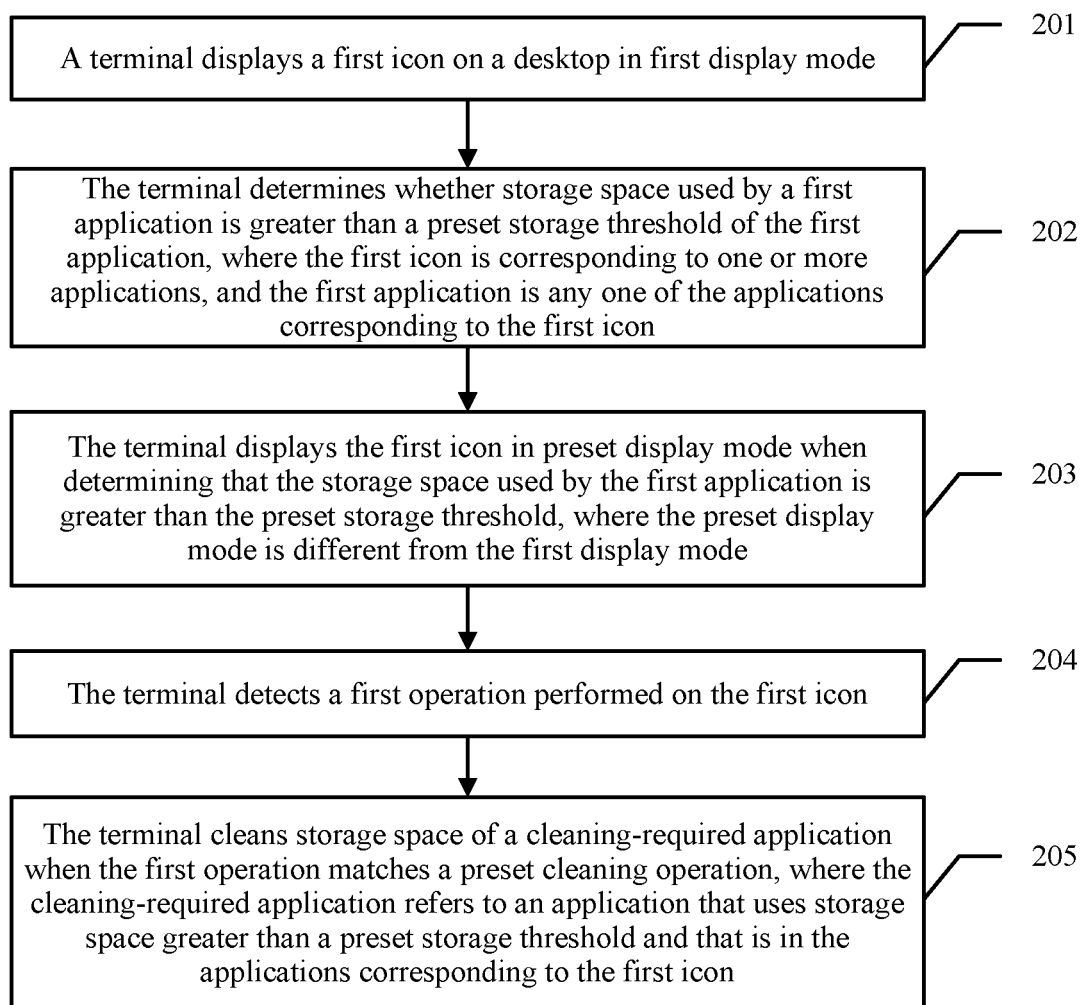 A terminal displays a first icon on a desktop in first display mode
201
The terminal determines whether storage space used by a first
application is greater than a preset storage threshold of the first
application, where the first icon is corresponding to one or more
applications, and the first application is any one of the applications
corresponding to the first icon
202
The terminal displays the first icon in preset display mode when
determining that the storage space used by the first application is
greater than the preset storage threshold, where the preset display
mode is different from the first display mode
203
The terminal detects a first operation performed on the first icon
204
The terminal cleans storage space of a cleaning-required application
when the first operation matches a preset cleaning operation, where the
cleaning-required application refers to an application that uses storage
space greater than a preset storage threshold and that is in the
applications corresponding to the first icon
205